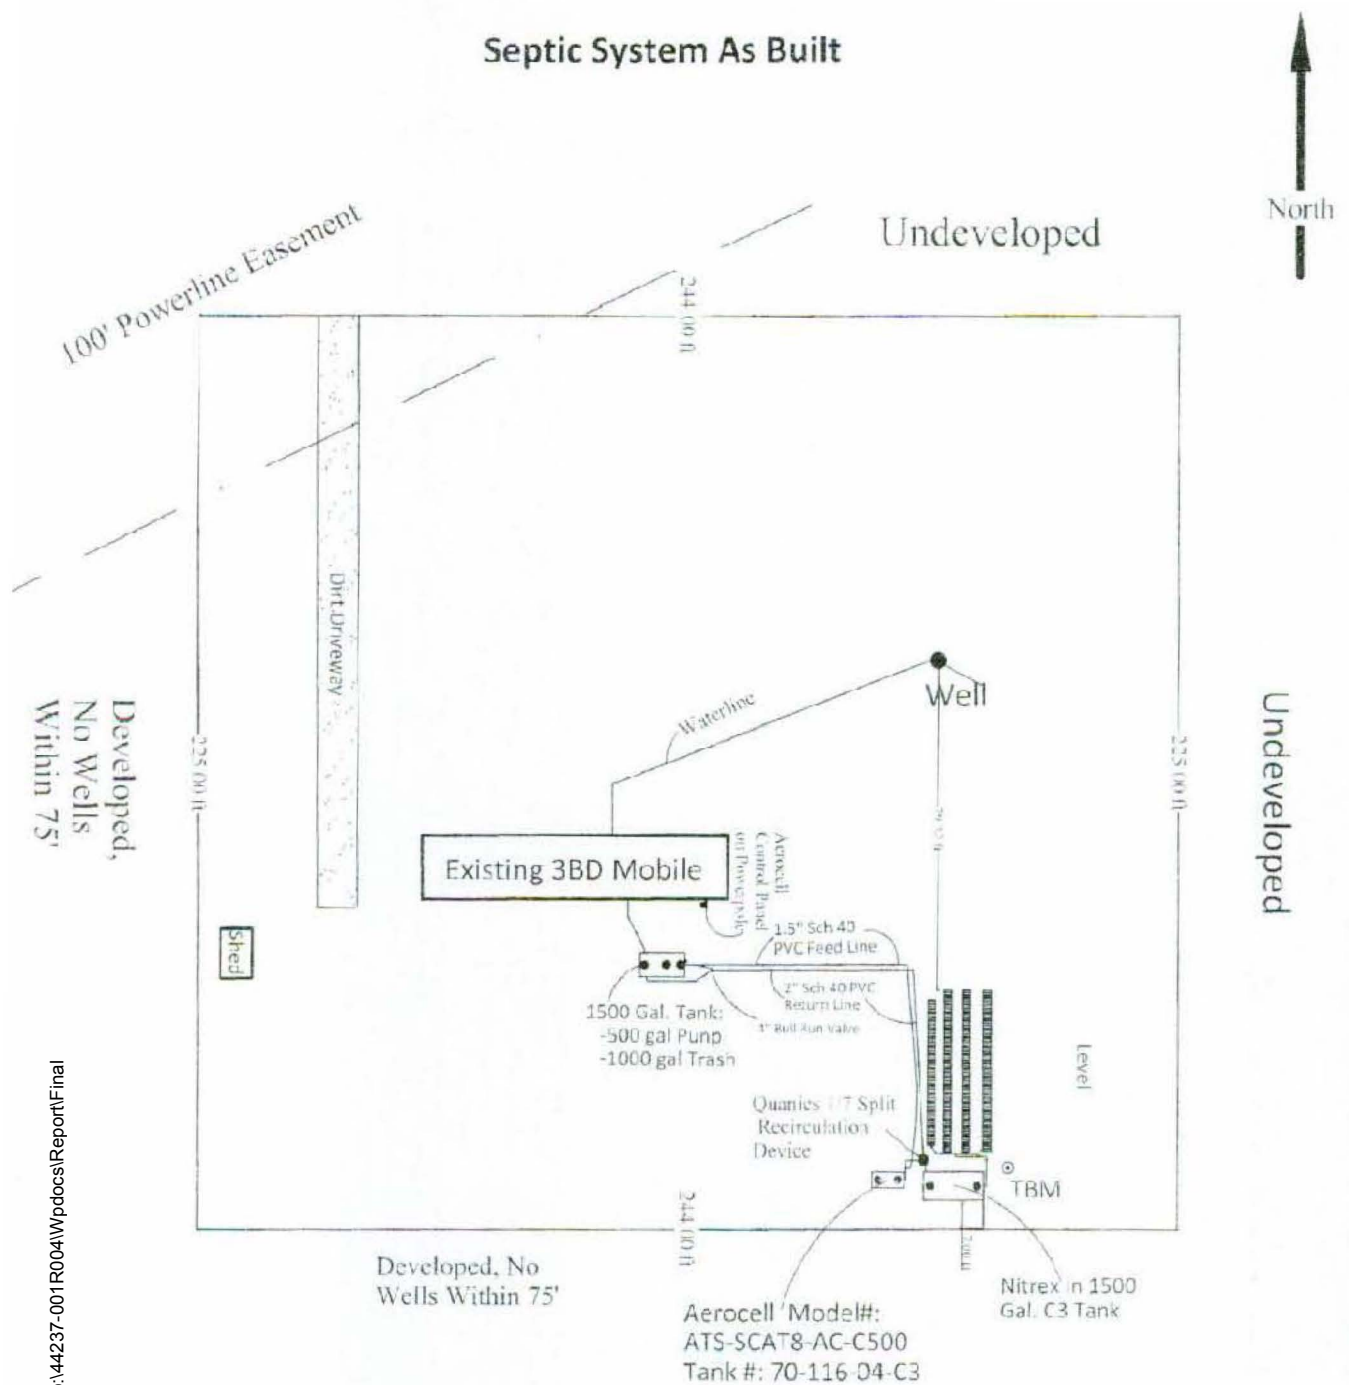 Septic System As Built
North
100' Powerline Easement
Undeveloped
244.00 ft
Dirt Driveway
Well
Waterline
Developed,
No Wells
Within 75'
225.00 ft
225.00 ft
Undeveloped
Existing 3BD Mobile
Aerocell
Control Panel
on Powerpole
Shed
1.5" Sch 40
PVC Feed Line
2" Sch 40 PVC
Return Line
Bull Run Valve
1500 Gal. Tank:
-500 gal Punp
-1000 gal Trash
Level
Quanics 1/7 Split
Recirculation
Device
TBM
244.00 ft
Developed, No
Wells Within 75'
Nitrex in 1500
Gal. C3 Tank
Aerocell Model#:
ATS-SCAT8-AC-C500
Tank #: 70-116-04-C3
:\44237-001R004\Wpdocs\Report\Final